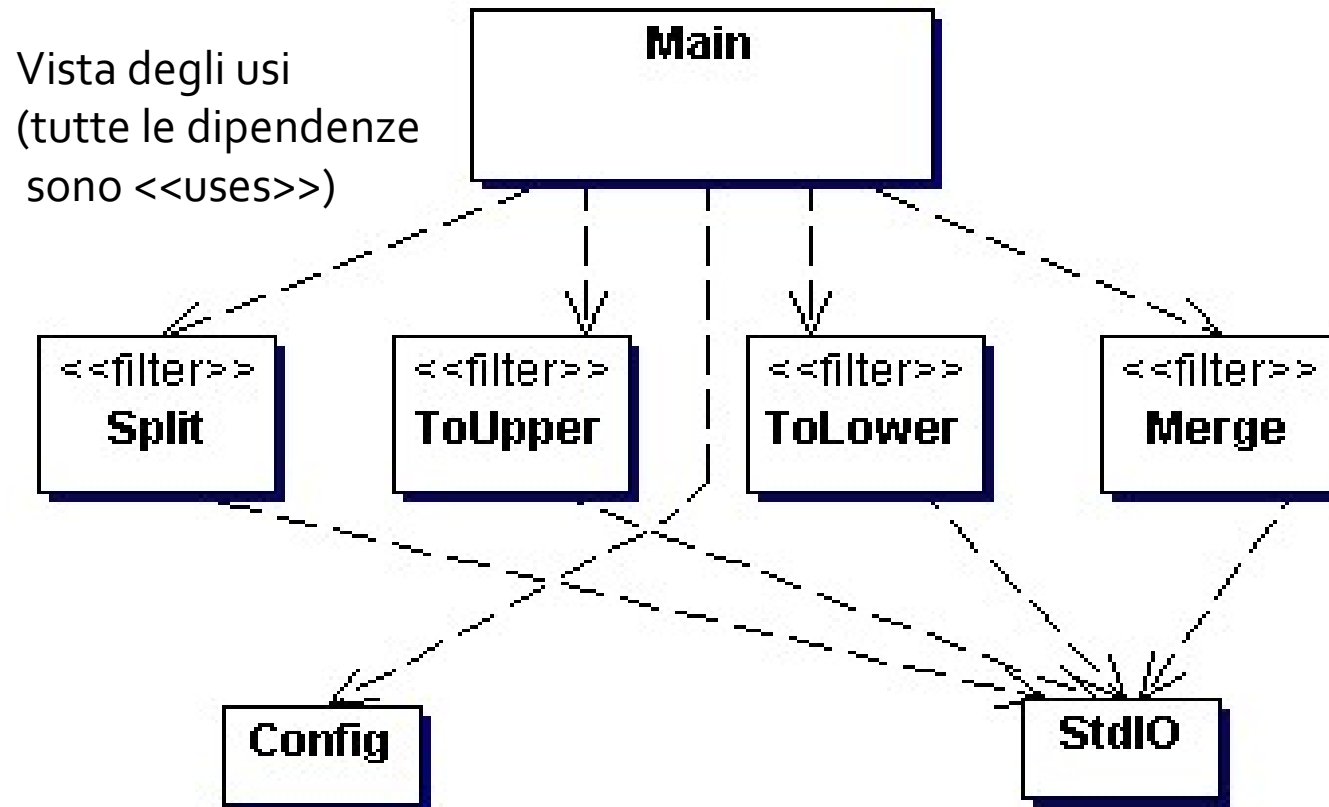 Main
Vista degli usi
(tutte le dipendenze
sono <<uses>>)
<<filter>>
Split
<<filter>>
ToUpper
<<filter>>
ToLower
<<filter>>
Merge
Config
StdIO